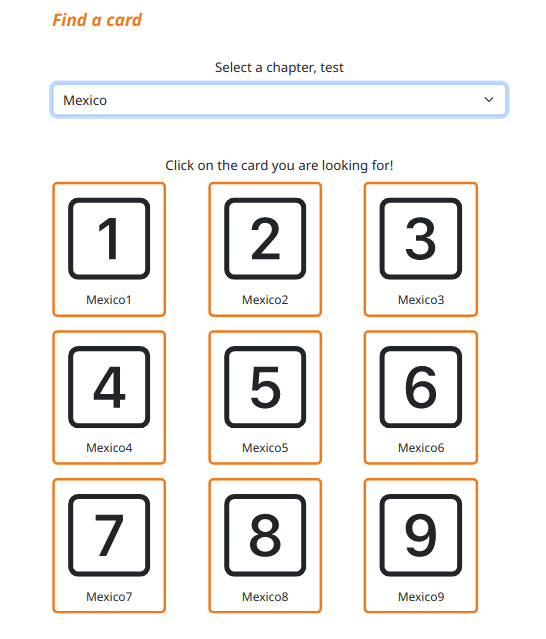 Find a card
Select a chapter, test
Mexico
Click on the card you are looking for!
1 2 3
Mexico1 Mexico2 Mexico3
4 5 6
Mexico4 Mexico5 Mexico6
7 8 9
Mexico7 Mexico8 Mexico9